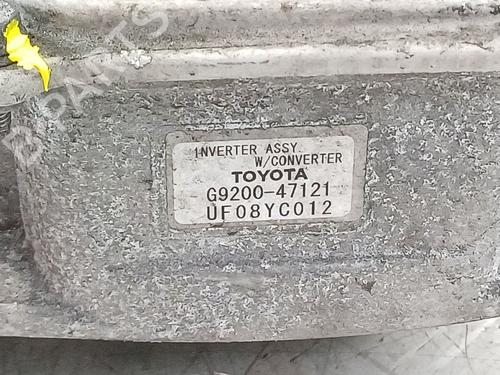 INVERTER ASSY
W/CONVERTER
TOYOTA
G9200-47121
UF08YC012